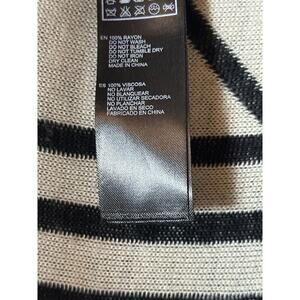 EN 100% RAYON
DO NOT WASH
DO NOT BLEACH
DO NOT TUMBLE DRY
DO NOT IRON
DRY CLEAN
MADE IN CHINA
ES 100% VISCOSA
NO LAVAR
NO BLANQUEAR
NO UTILIZAR SECADORA
NO PLANCHAR
LAVADO EN SECO
FABRICADO EN CHINA